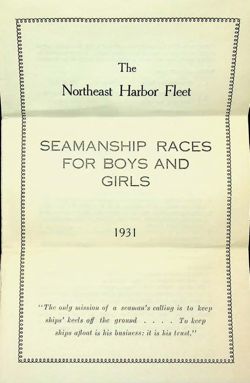 The
Northeast Harbor Fleet
SEAMANSHIP RACES
FOR BOYS AND
GIRLS
1931
"The only mission of a seaman's calling is to keep
ships' keels off the ground . . . . To keep
ships afloat is his business: it is his trust."